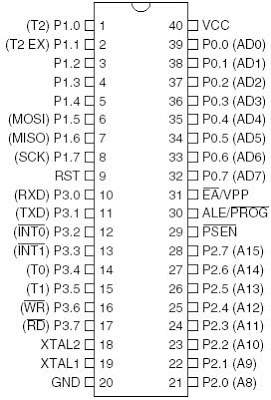 (T2) P1.0 1 40 VCC
(T2 EX) P1.1 2 39 P0.0 (AD0)
P1.2 3 38 P0.1 (AD1)
P1.3 4 37 P0.2 (AD2)
P1.4 5 36 P0.3 (AD3)
(MOSI) P1.5 6 35 P0.4 (AD4)
(MISO) P1.6 7 34 P0.5 (AD5)
(SCK) P1.7 8 33 P0.6 (AD6)
RST 9 32 P0.7 (AD7)
(RXD) P3.0 10 31 E̅A̅/VPP
(TXD) P3.1 11 30 ALE/P̅R̅O̅G̅
(I̅N̅T̅0̅) P3.2 12 29 P̅S̅E̅N̅
(I̅N̅T̅1̅) P3.3 13 28 P2.7 (A15)
(T0) P3.4 14 27 P2.6 (A14)
(T1) P3.5 15 26 P2.5 (A13)
(W̅R̅) P3.6 16 25 P2.4 (A12)
(R̅D̅) P3.7 17 24 P2.3 (A11)
XTAL2 18 23 P2.2 (A10)
XTAL1 19 22 P2.1 (A9)
GND 20 21 P2.0 (A8)